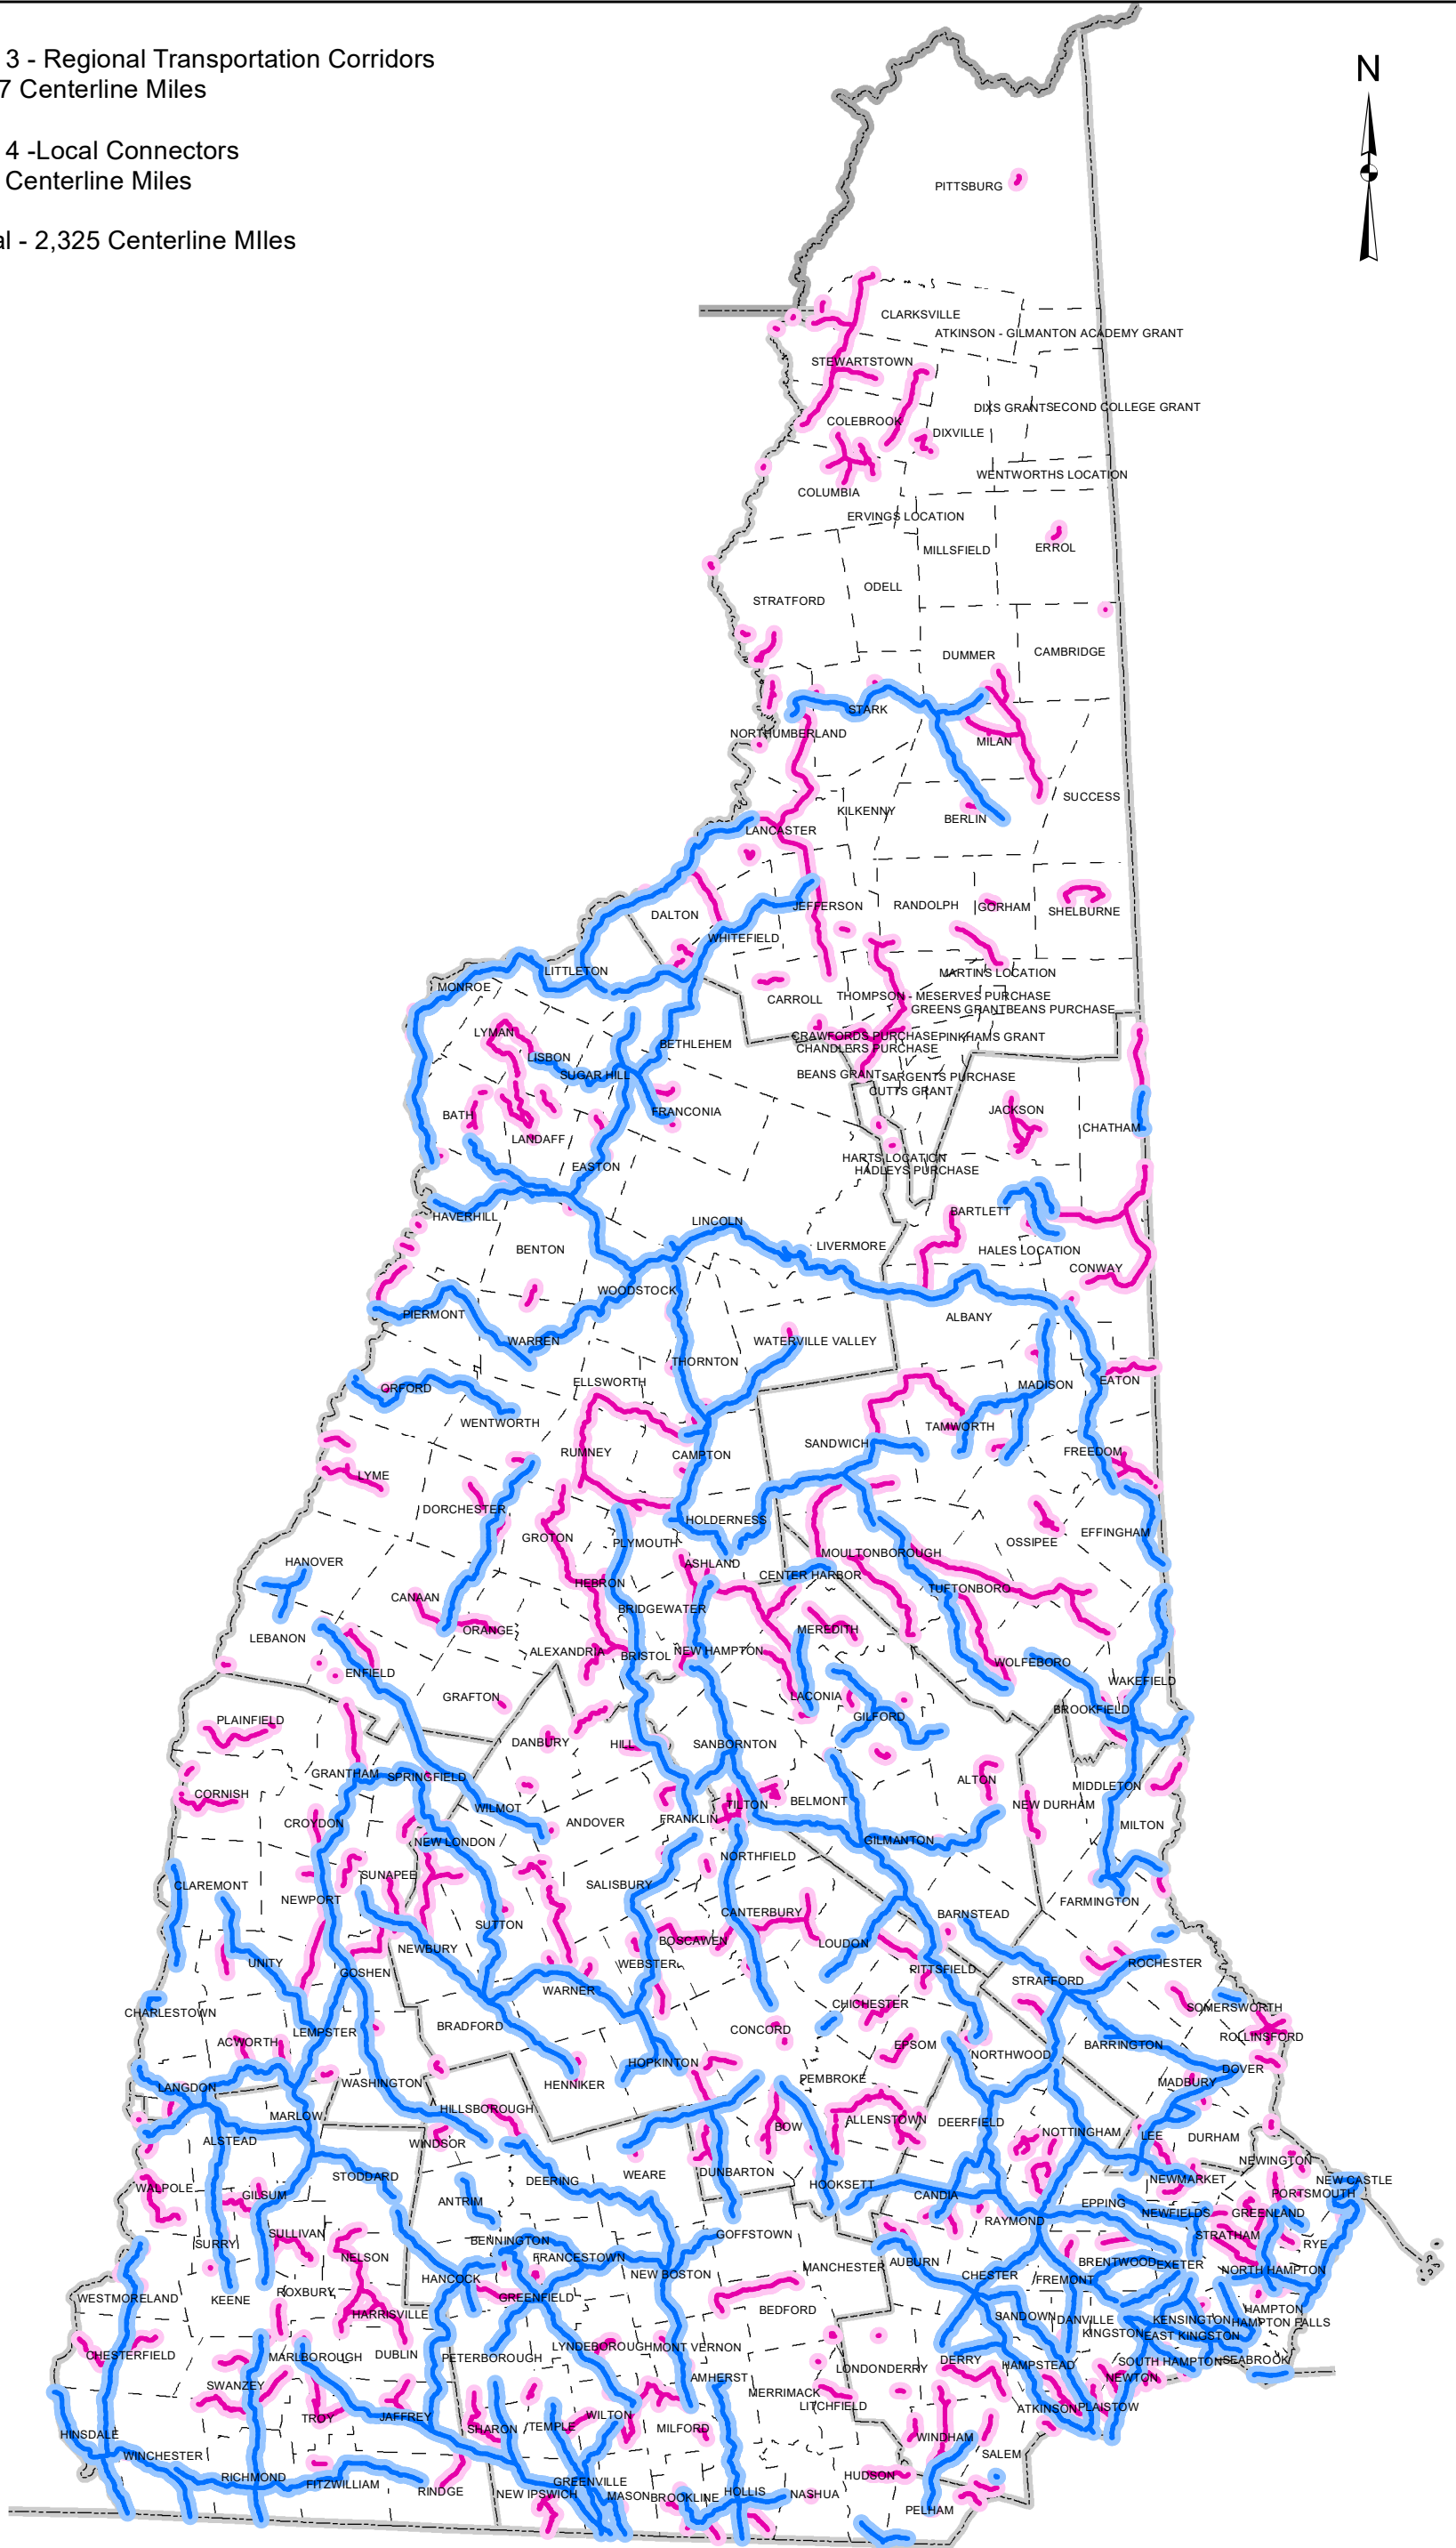 3 - Regional Transportation Corridors
7 Centerline Miles
4 -Local Connectors
Centerline Miles
al - 2,325 Centerline MIles
N
PITTSBURG
CLARKSVILLE
ATKINSON - GILMANTON ACADEMY GRANT
STEWARTSTOWN
DIXS GRANT
SECOND COLLEGE GRANT
COLEBROOK
DIXVILLE
WENTWORTHS LOCATION
COLUMBIA
ERVINGS LOCATION
MILLSFIELD
ERROL
ODELL
STRATFORD
DUMMER
CAMBRIDGE
STARK
NORTHUMBERLAND
MILAN
SUCCESS
KILKENNY
BERLIN
LANCASTER
JEFFERSON
RANDOLPH
GORHAM
SHELBURNE
DALTON
WHITEFIELD
LITTLETON
MARTINS LOCATION
MONROE
CARROLL
THOMPSON - MESERVES PURCHASE
GREENS GRANT
BEANS PURCHASE
LYMAN
CRAWFORDS PURCHASE
PINKHAMS GRANT
BETHLEHEM
CHANDLERS PURCHASE
LISBON
SUGAR HILL
BEANS GRANT
SARGENTS PURCHASE
CUTTS GRANT
BATH
FRANCONIA
JACKSON
CHATHAM
LANDAFF
EASTON
HARTS LOCATION
HADLEYS PURCHASE
HAVERHILL
LINCOLN
BARTLETT
BENTON
LIVERMORE
HALES LOCATION
CONWAY
WOODSTOCK
PIERMONT
ALBANY
WARREN
WATERVILLE VALLEY
THORNTON
ORFORD
ELLSWORTH
MADISON
EATON
WENTWORTH
TAMWORTH
RUMNEY
CAMPTON
SANDWICH
FREEDOM
LYME
DORCHESTER
HOLDERNESS
GROTON
PLYMOUTH
OSSIPEE
EFFINGHAM
HANOVER
ASHLAND
MOULTONBOROUGH
CENTER HARBOR
HEBRON
TUFTONBORO
CANAAN
BRIDGEWATER
ORANGE
MEREDITH
LEBANON
ALEXANDRIA
BRISTOL
NEW HAMPTON
WOLFEBORO
ENFIELD
WAKEFIELD
GRAFTON
LACONIA
BROOKFIELD
PLAINFIELD
GILFORD
DANBURY
HILL
SANBORNTON
GRANTHAM
SPRINGFIELD
ALTON
MIDDLETON
CORNISH
WILMOT
TILTON
BELMONT
NEW DURHAM
CROYDON
ANDOVER
FRANKLIN
MILTON
NEW LONDON
GILMANTON
NORTHFIELD
SUNAPEE
CLAREMONT
SALISBURY
NEWPORT
FARMINGTON
CANTERBURY
BARNSTEAD
SUTTON
BOSCAWEN
LOUDON
NEWBURY
UNITY
WEBSTER
ROCHESTER
GOSHEN
PITTSFIELD
STRAFFORD
WARNER
CHICHESTER
SOMERSWORTH
CHARLESTOWN
LEMPSTER
BRADFORD
CONCORD
ROLLINSFORD
ACWORTH
EPSOM
BARRINGTON
NORTHWOOD
HOPKINTON
DOVER
LANGDON
WASHINGTON
HENNIKER
PEMBROKE
MADBURY
HILLSBOROUGH
MARLOW
ALLENSTOWN
DEERFIELD
BOW
NOTTINGHAM
LEE
DURHAM
ALSTEAD
WINDSOR
NEWINGTON
STODDARD
DEERING
WEARE
DUNBARTON
HOOKSETT
NEWMARKET
NEW CASTLE
WALPOLE
GILSUM
ANTRIM
CANDIA
PORTSMOUTH
EPPING
NEWFIELDS
GREENLAND
RAYMOND
SULLIVAN
BENNINGTON
GOFFSTOWN
STRATHAM
SURRY
NELSON
FRANCESTOWN
AUBURN
RYE
MANCHESTER
BRENTWOOD
EXETER
HANCOCK
NEW BOSTON
CHESTER
FREMONT
NORTH HAMPTON
WESTMORELAND
KEENE
ROXBURY
GREENFIELD
BEDFORD
HAMPTON
HARRISVILLE
SANDOWN
DANVILLE
KENSINGTON
HAMPTON FALLS
KINGSTON
EAST KINGSTON
LYNDEBOROUGH
MONT VERNON
CHESTERFIELD
MARLBOROUGH
DUBLIN
PETERBOROUGH
DERRY
HAMPSTEAD
SOUTH HAMPTON
SEABROOK
LONDONDERRY
AMHERST
NEWTON
SWANZEY
MERRIMACK
LITCHFIELD
ATKINSON
PLAISTOW
TROY
JAFFREY
SHARON
TEMPLE
WILTON
MILFORD
HINSDALE
WINDHAM
SALEM
WINCHESTER
RICHMOND
FITZWILLIAM
RINDGE
GREENVILLE
HUDSON
NEW IPSWICH
MASON
BROOKLINE
HOLLIS
NASHUA
PELHAM